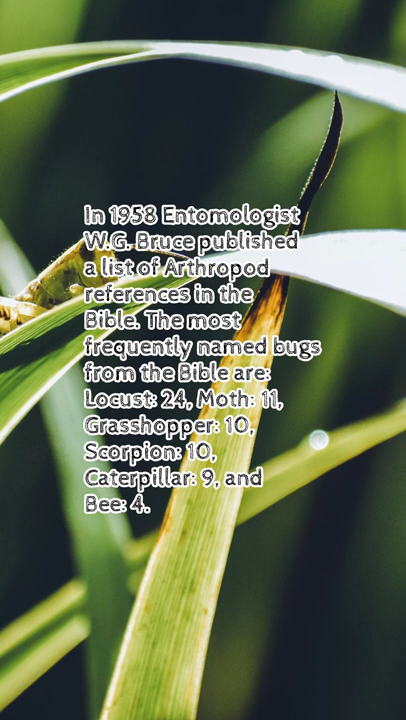 In 1958 Entomologist
W.G. Bruce published
a list of Arthropod
references in the
Bible. The most
frequently named bugs
from the Bible are:
Locust: 24, Moth: 11,
Grasshopper: 10,
Scorpion: 10,
Caterpillar: 9, and
Bee: 4.